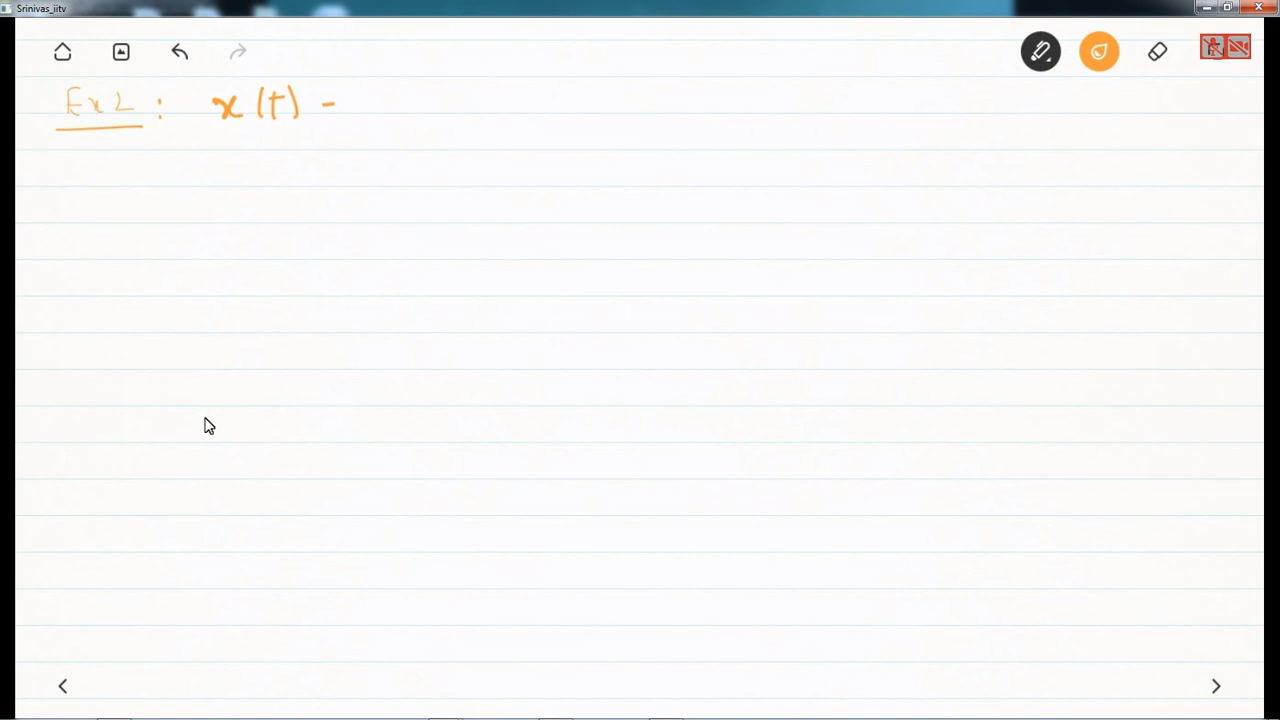 Srinivas_iitv
Ex 2 : x(t) -